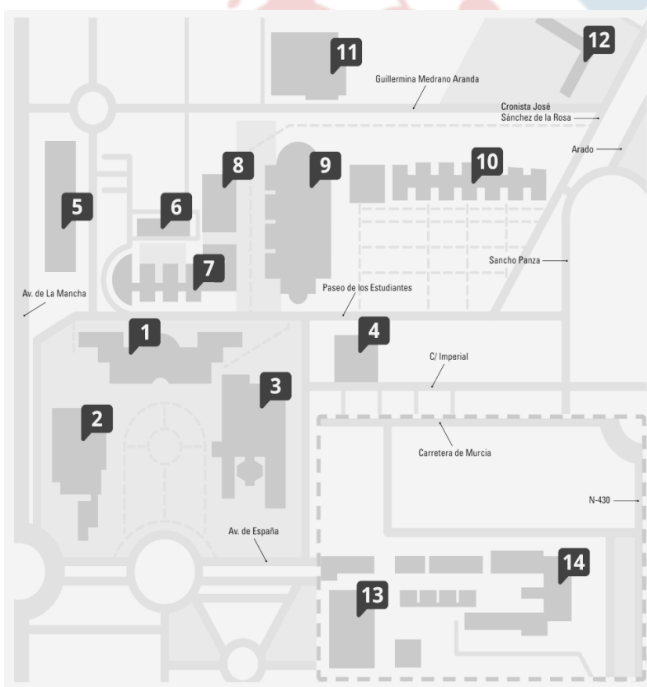 11
12
Guillermina Medrano Aranda
Cronista José
Sánchez de la Rosa
Arado
10
8
9
5
6
7
Sancho Panza
Av. de La Mancha
Paseo de los Estudiantes
1
4
C/ Imperial
3
2
Carretera de Murcia
N-430
Av. de España
14
13